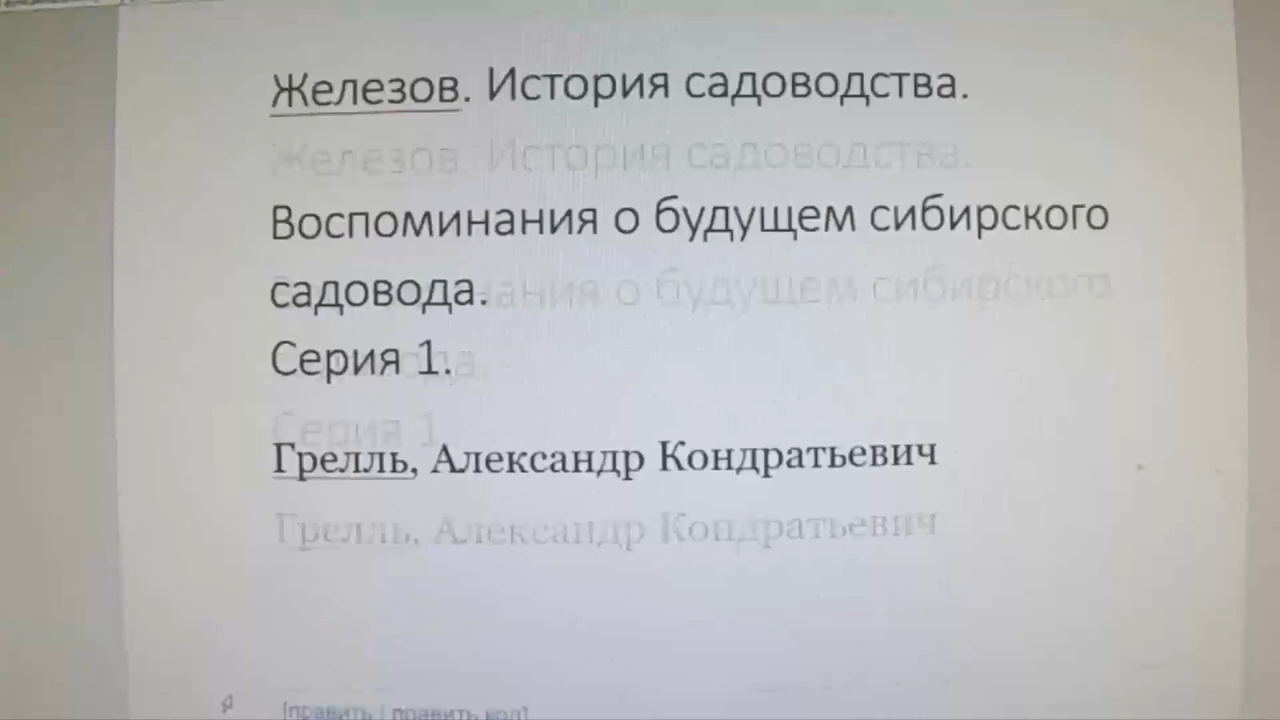 Железов. История садоводства.
Воспоминания о будущем сибирского
садовода.
Серия 1.
Грелль, Александр Кондратьевич
[править | править код]